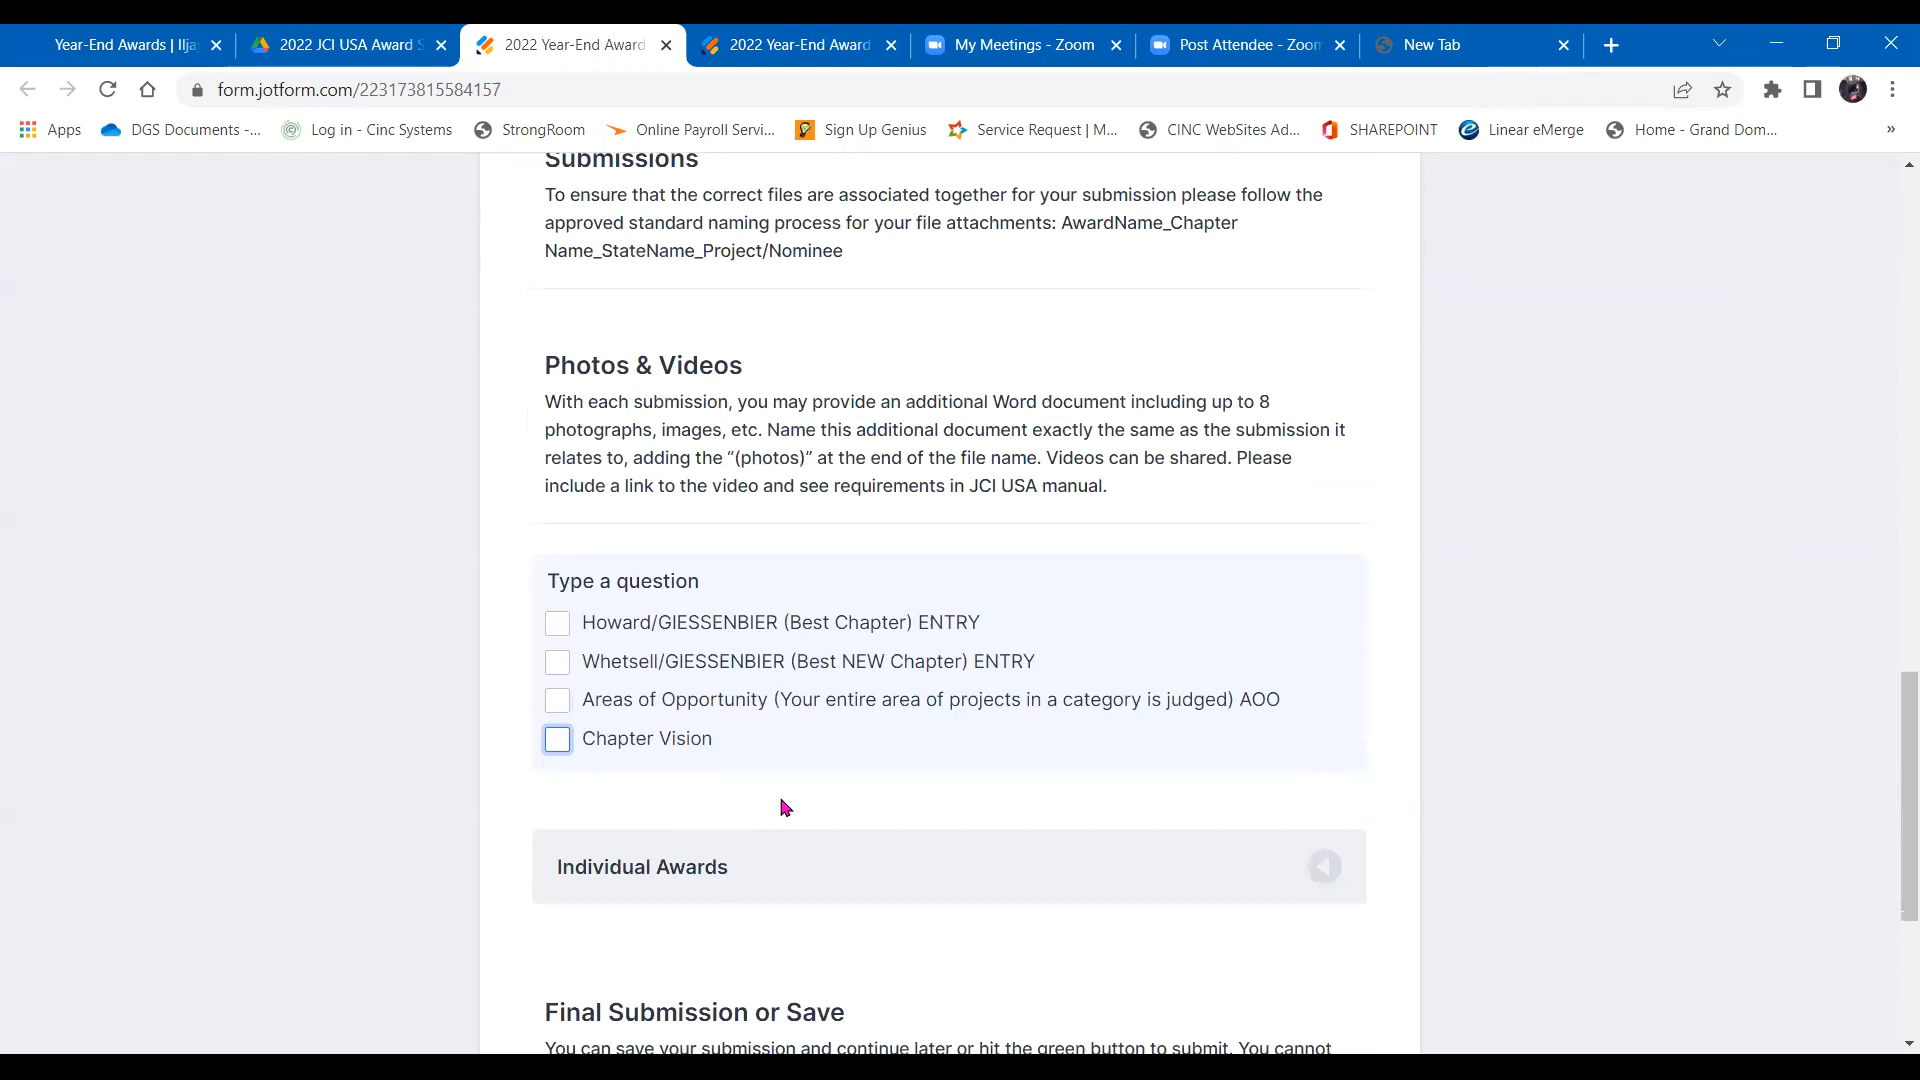 Year-End Awards | Ilja
2022 JCI USA Award S
2022 Year-End Award
2022 Year-End Award
My Meetings - Zoom
Post Attendee - Zoom
New Tab
form.jotform.com/223173815584157
Apps
DGS Documents -...
Log in - Cinc Systems
StrongRoom
Online Payroll Servi...
Sign Up Genius
Service Request | M...
CINC WebSites Ad...
SHAREPOINT
Linear eMerge
Home - Grand Dom...
»
Submissions
To ensure that the correct files are associated together for your submission please follow the
approved standard naming process for your file attachments: AwardName_Chapter
Name_StateName_Project/Nominee
Photos & Videos
With each submission, you may provide an additional Word document including up to 8
photographs, images, etc. Name this additional document exactly the same as the submission it
relates to, adding the “(photos)” at the end of the file name. Videos can be shared. Please
include a link to the video and see requirements in JCI USA manual.
Type a question
Howard/GIESSENBIER (Best Chapter) ENTRY
Whetsell/GIESSENBIER (Best NEW Chapter) ENTRY
Areas of Opportunity (Your entire area of projects in a category is judged) AOO
Chapter Vision
Individual Awards
Final Submission or Save
You can save your submission and continue later or hit the green button to submit. You cannot